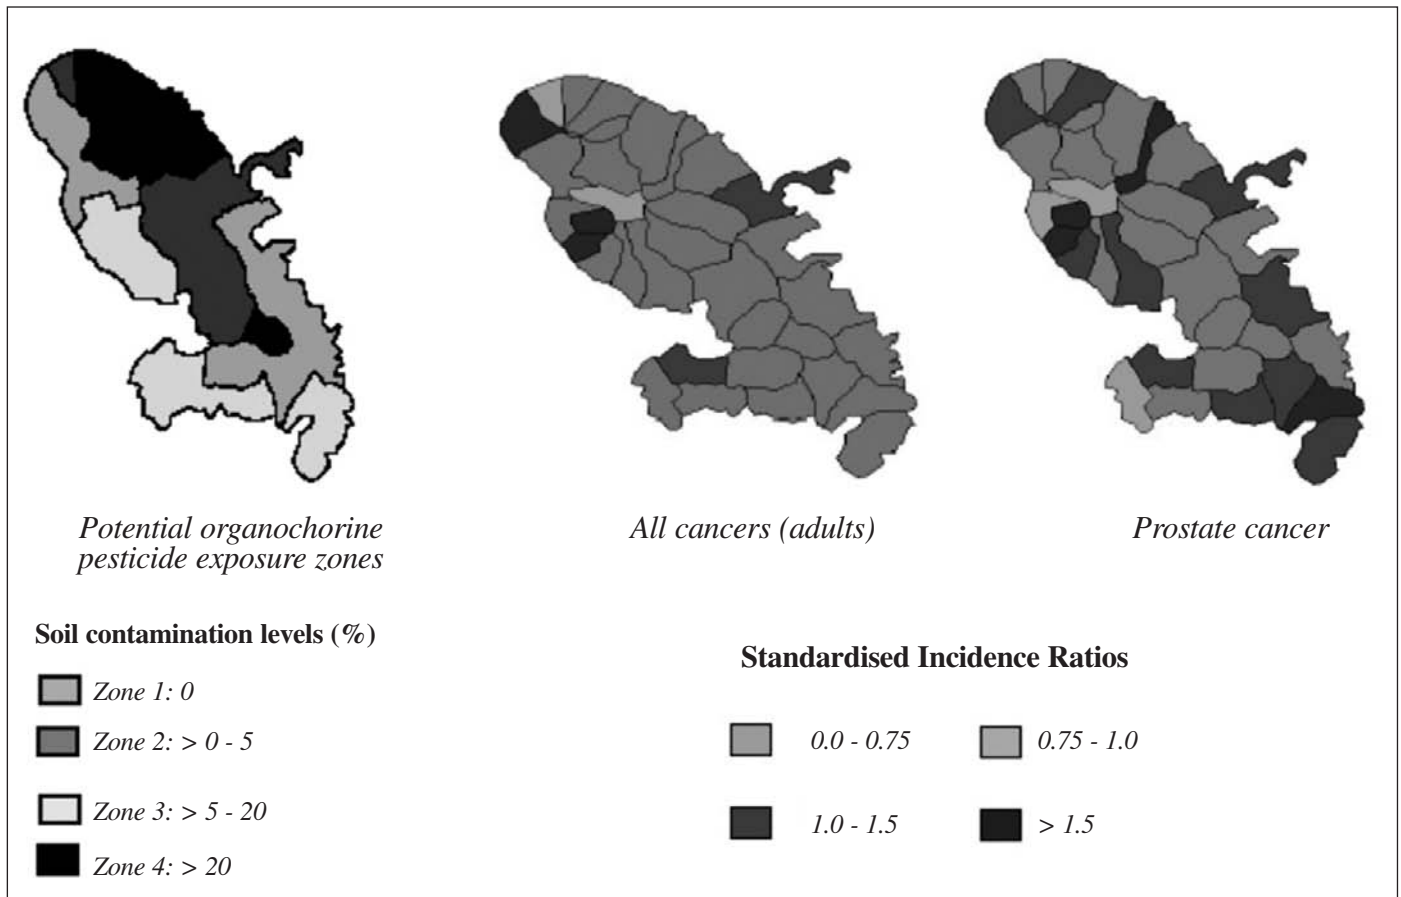 Potential organochorine
pesticide exposure zones
All cancers (adults)
Prostate cancer
Soil contamination levels (%)
Zone 1: 0
Zone 2: > 0 - 5
Zone 3: > 5 - 20
Zone 4: > 20
Standardised Incidence Ratios
0.0 - 0.75
0.75 - 1.0
1.0 - 1.5
> 1.5